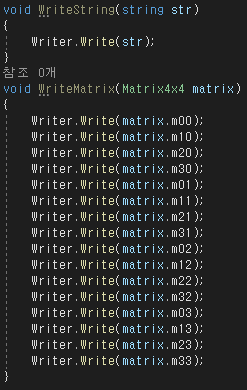 void WriteString(string str)
{
    Writer.Write(str);
}
참조 0개
void WriteMatrix(Matrix4x4 matrix)
{
    Writer.Write(matrix.m00);
    Writer.Write(matrix.m10);
    Writer.Write(matrix.m20);
    Writer.Write(matrix.m30);
    Writer.Write(matrix.m01);
    Writer.Write(matrix.m11);
    Writer.Write(matrix.m21);
    Writer.Write(matrix.m31);
    Writer.Write(matrix.m02);
    Writer.Write(matrix.m12);
    Writer.Write(matrix.m22);
    Writer.Write(matrix.m32);
    Writer.Write(matrix.m03);
    Writer.Write(matrix.m13);
    Writer.Write(matrix.m23);
    Writer.Write(matrix.m33);
}